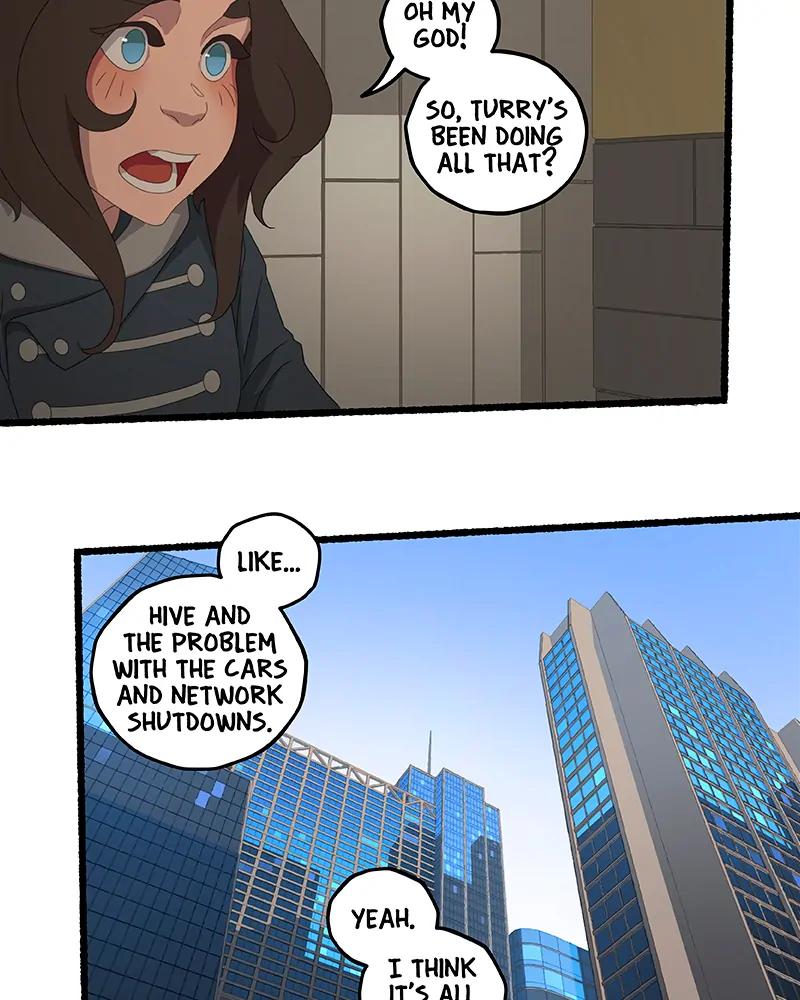 OH MY
GOD!
SO, TURRY'S
BEEN DOING
ALL THAT?
LIKE...
HIVE AND
THE PROBLEM
WITH THE CARS
AND NETWORK
SHUTDOWNS.
YEAH.
I THINK
IT'S ALL